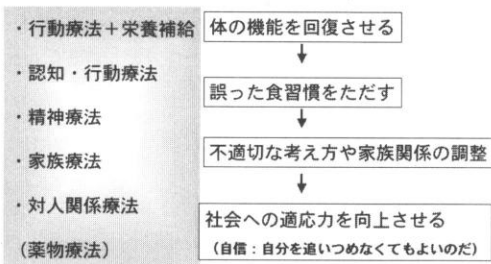 ・行動療法＋栄養補給
・認知・行動療法
・精神療法
・家族療法
・対人関係療法
（薬物療法）
体の機能を回復させる
誤った食習慣をただす
不適切な考え方や家族関係の調整
社会への適応力を向上させる
（自信：自分を追いつめなくてもよいのだ）